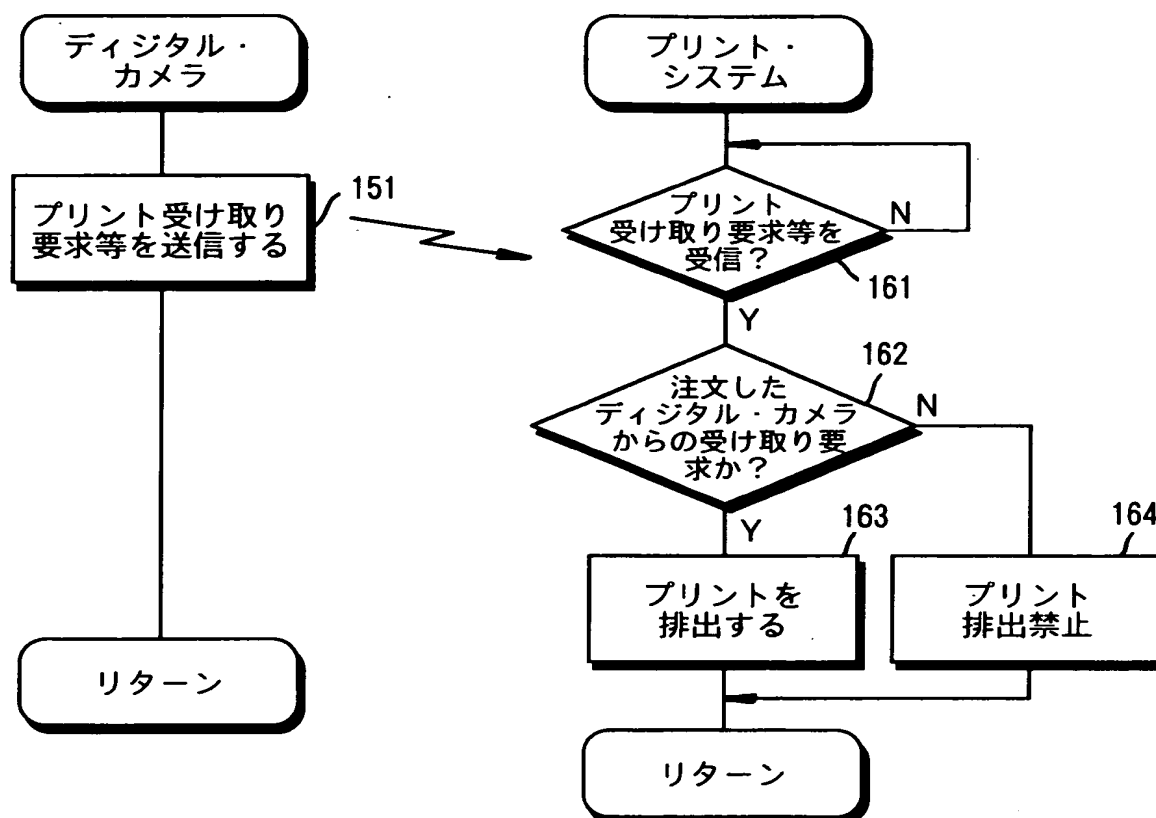 ディジタル・
カメラ
プリント受け取り
要求等を送信する
151
リターン
プリント・
システム
プリント
受け取り要求等を
受信？
N
161
Y
注文した
ディジタル・カメラ
からの受け取り要
求か？
162
N
Y
163
プリントを
排出する
164
プリント
排出禁止
リターン